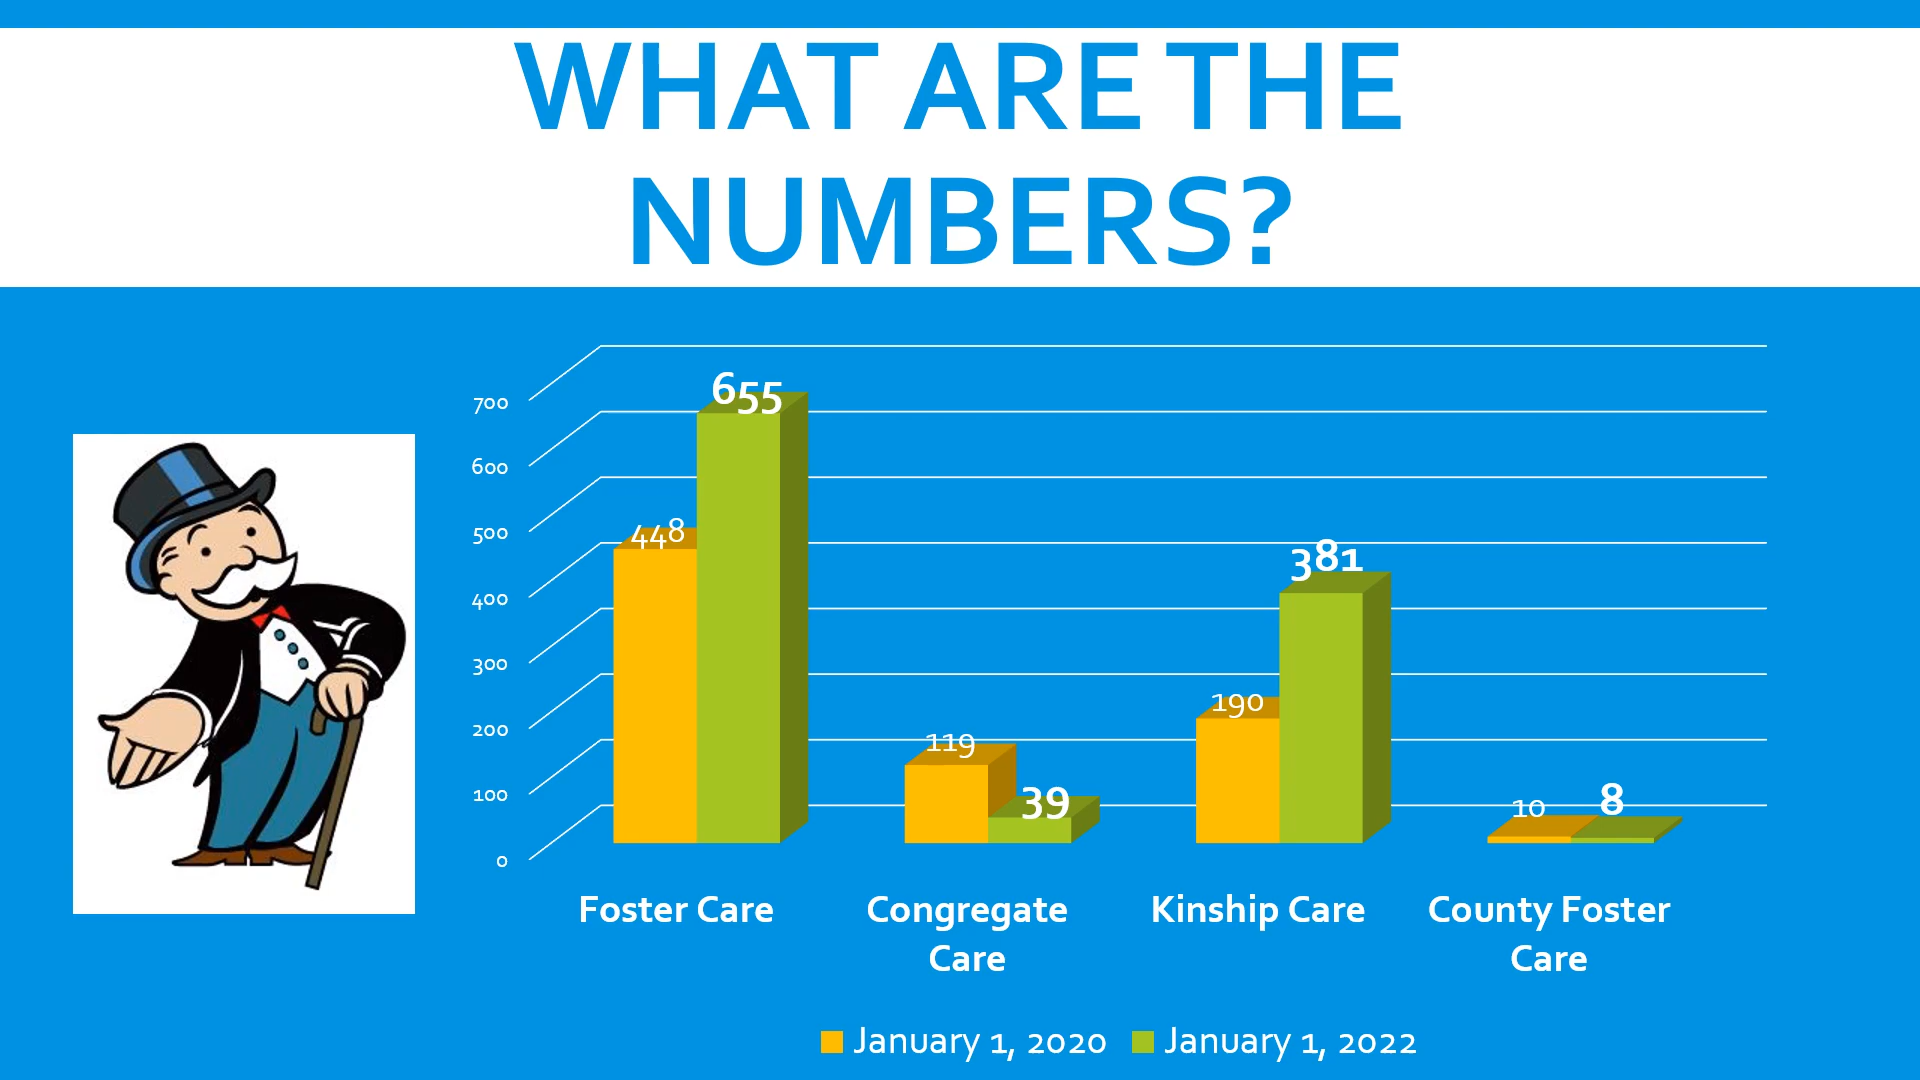 WHAT ARE THE
NUMBERS?
700
600
500
400
300
200
100
0
448
655
119
39
190
381
10
8
Foster Care
Congregate
Care
Kinship Care
County Foster
Care
January 1, 2020
January 1, 2022